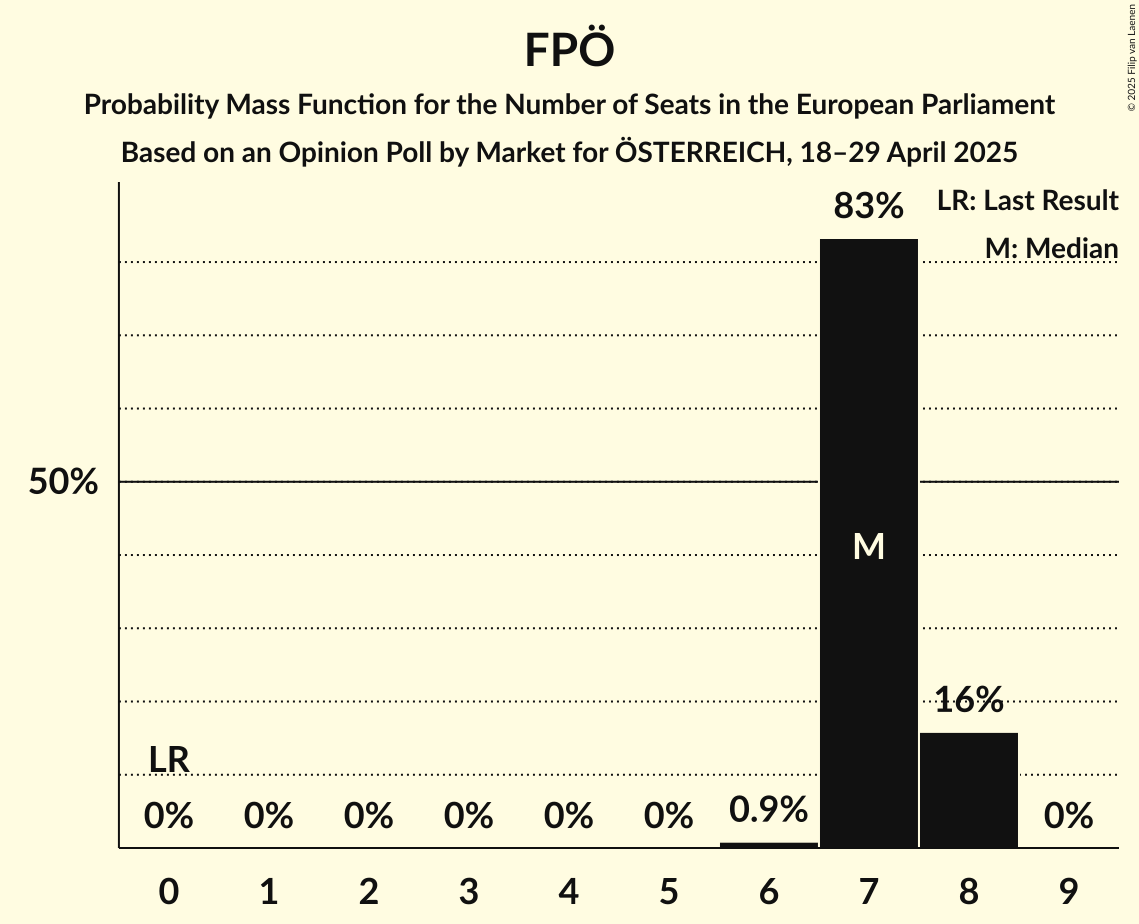 FPÖ
Probability Mass Function for the Number of Seats in the European Parliament
Based on an Opinion Poll by Market for ÖSTERREICH, 18–29 April 2025
© 2025 Filip van Laenen
LR: Last Result
M: Median
83%
50%
M
16%
LR
0% 0% 0% 0% 0% 0% 0.9% 0%
0 1 2 3 4 5 6 7 8 9